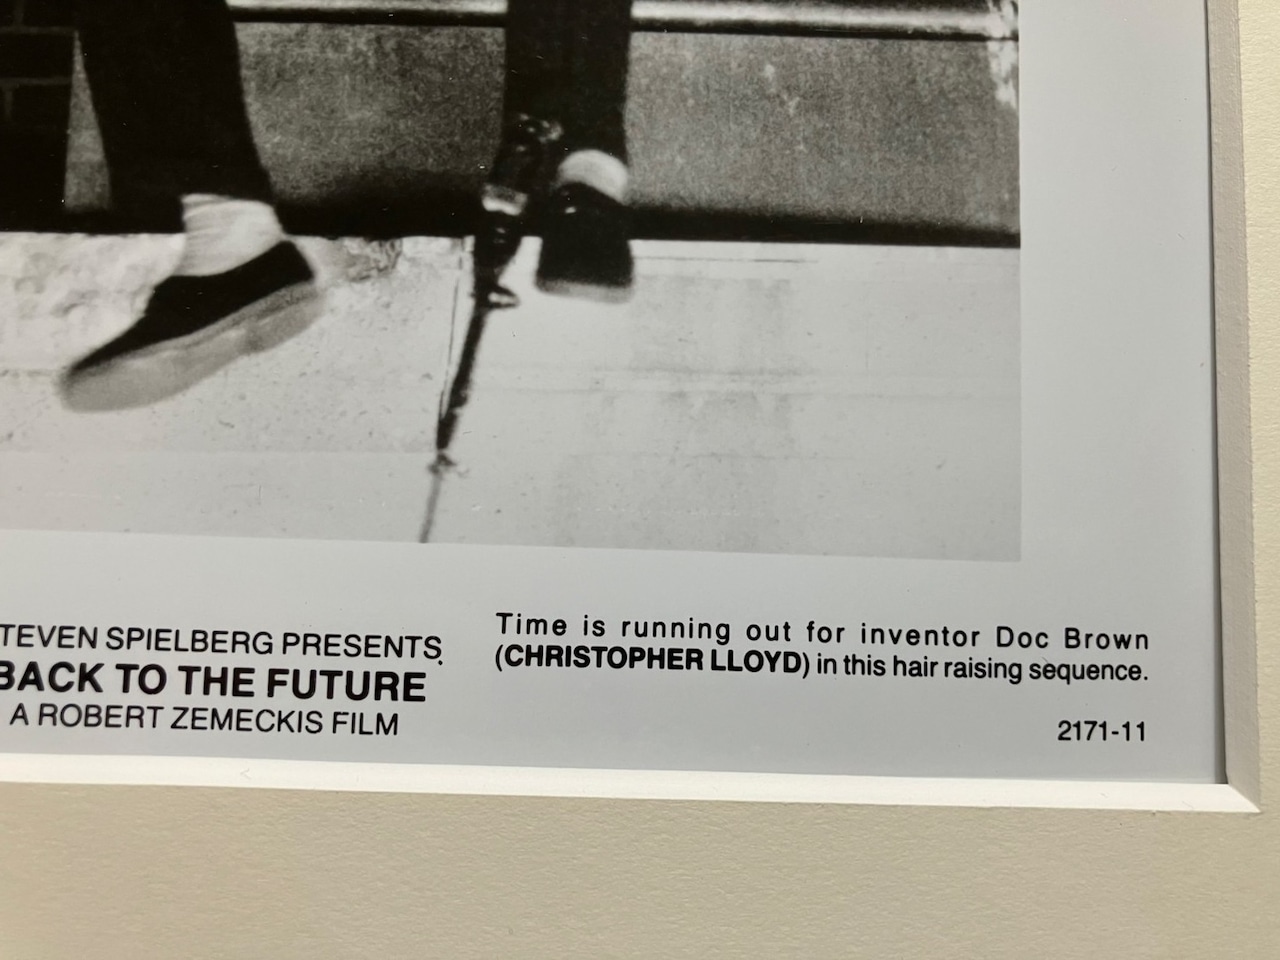 TEVEN SPIELBERG PRESENTS
BACK TO THE FUTURE
A ROBERT ZEMECKIS FILM
Time is running out for inventor Doc Brown
(CHRISTOPHER LLOYD) in this hair raising sequence.
2171-11